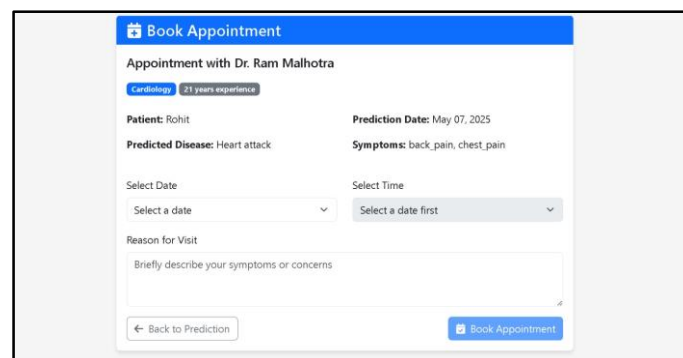 Book Appointment
Appointment with Dr. Ram Malhotra
Cardiology 21 years experience
Patient: Rohit Prediction Date: May 07, 2025
Predicted Disease: Heart attack Symptoms: back_pain, chest_pain
Select Date Select Time
Select a date Select a date first
Reason for Visit
Briefly describe your symptoms or concerns
← Back to Prediction Book Appointment